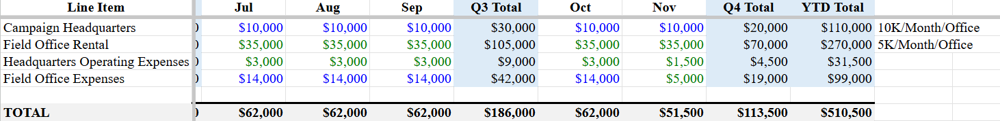 Line Item Jul Aug Sep Q3 Total Oct Nov Q4 Total YTD Total
Campaign Headquarters $10,000 $10,000 $10,000 $30,000 $10,000 $10,000 $20,000 $110,000 10K/Month/Office
Field Office Rental $35,000 $35,000 $35,000 $105,000 $35,000 $35,000 $70,000 $270,000 5K/Month/Office
Headquarters Operating Expenses $3,000 $3,000 $3,000 $9,000 $3,000 $1,500 $4,500 $31,500
Field Office Expenses $14,000 $14,000 $14,000 $42,000 $14,000 $5,000 $19,000 $99,000
TOTAL $62,000 $62,000 $62,000 $186,000 $62,000 $51,500 $113,500 $510,500